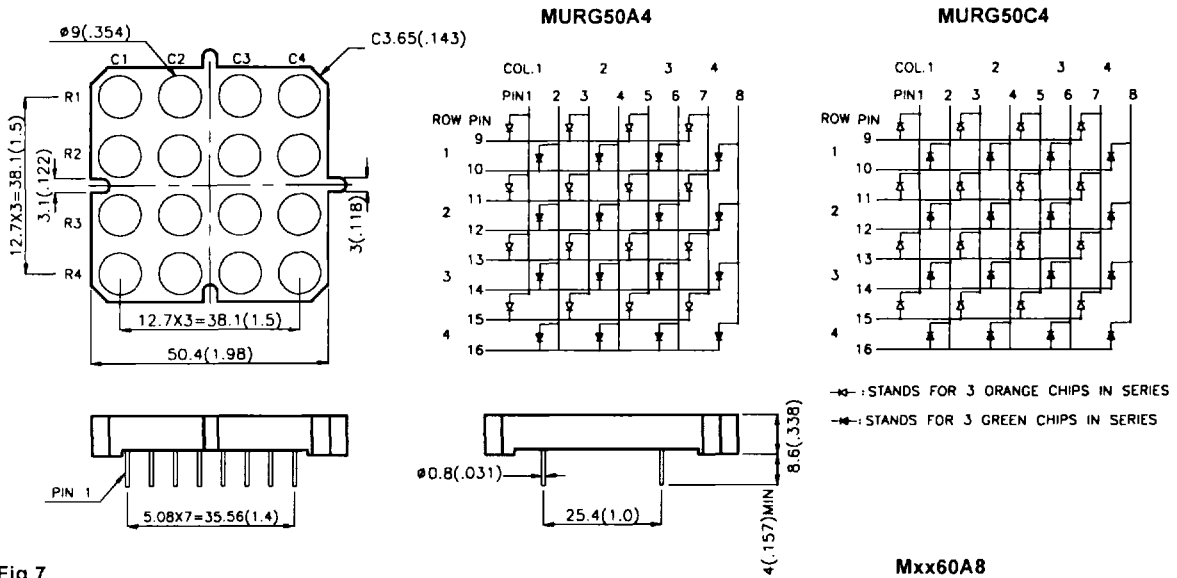 MURG50A4
MURG50C4
ø9(.354)
C3.65(.143)
C1 C2 C3 C4
R1
R2
R3
R4
12.7X3=38.1(1.5)
3.1(.122)
3(.118)
12.7X3=38.1(1.5)
50.4(1.98)
COL.1 2 3 4
PIN1 2 3 4 5 6 7 8
ROW PIN
9
1
10
11
2
12
13
3
14
15
4
16
COL.1 2 3 4
PIN1 2 3 4 5 6 7 8
ROW PIN
9
1
10
11
2
12
13
3
14
15
4
16
: STANDS FOR 3 ORANGE CHIPS IN SERIES
: STANDS FOR 3 GREEN CHIPS IN SERIES
PIN 1
5.08X7=35.56(1.4)
ø0.8(.031)
25.4(1.0)
8.6(.338)
4(.157)MIN
Fig 7
Mxx60A8